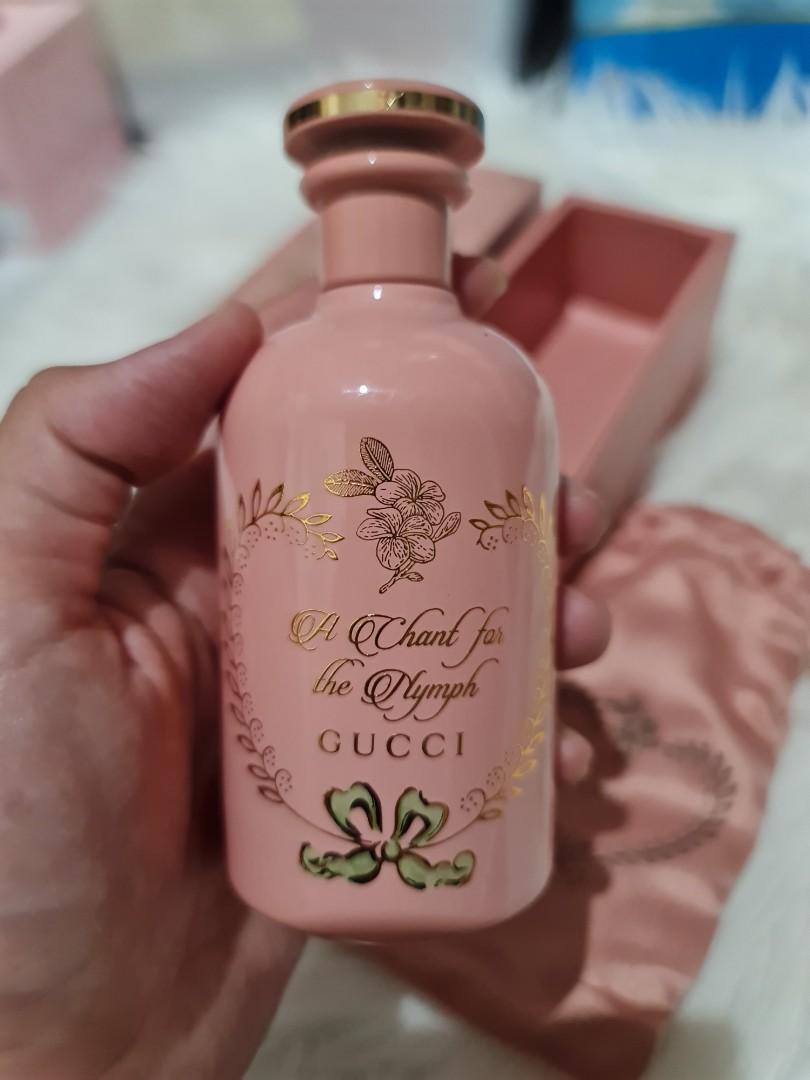 A Chant for
the Nymph
GUCCI